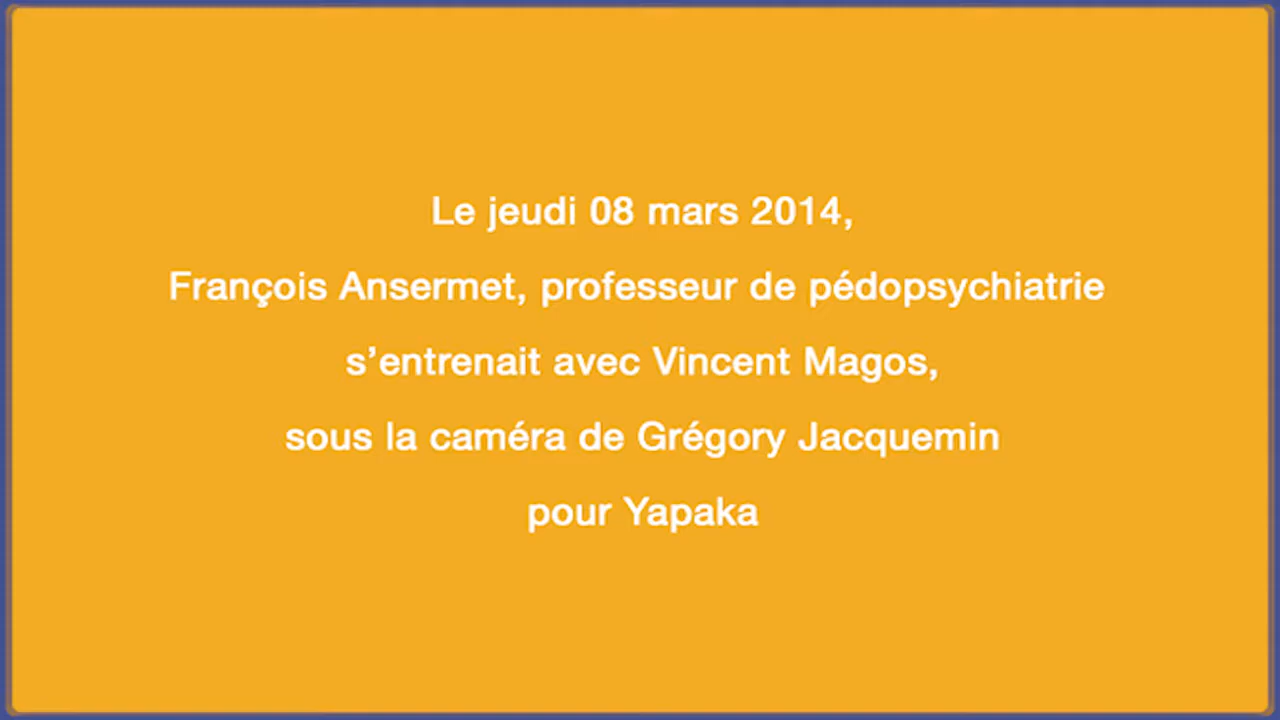 Le jeudi 08 mars 2014,
François Ansermet, professeur de pédopsychiatrie
s’entrenait avec Vincent Magos,
sous la caméra de Grégory Jacquemin
pour Yapaka